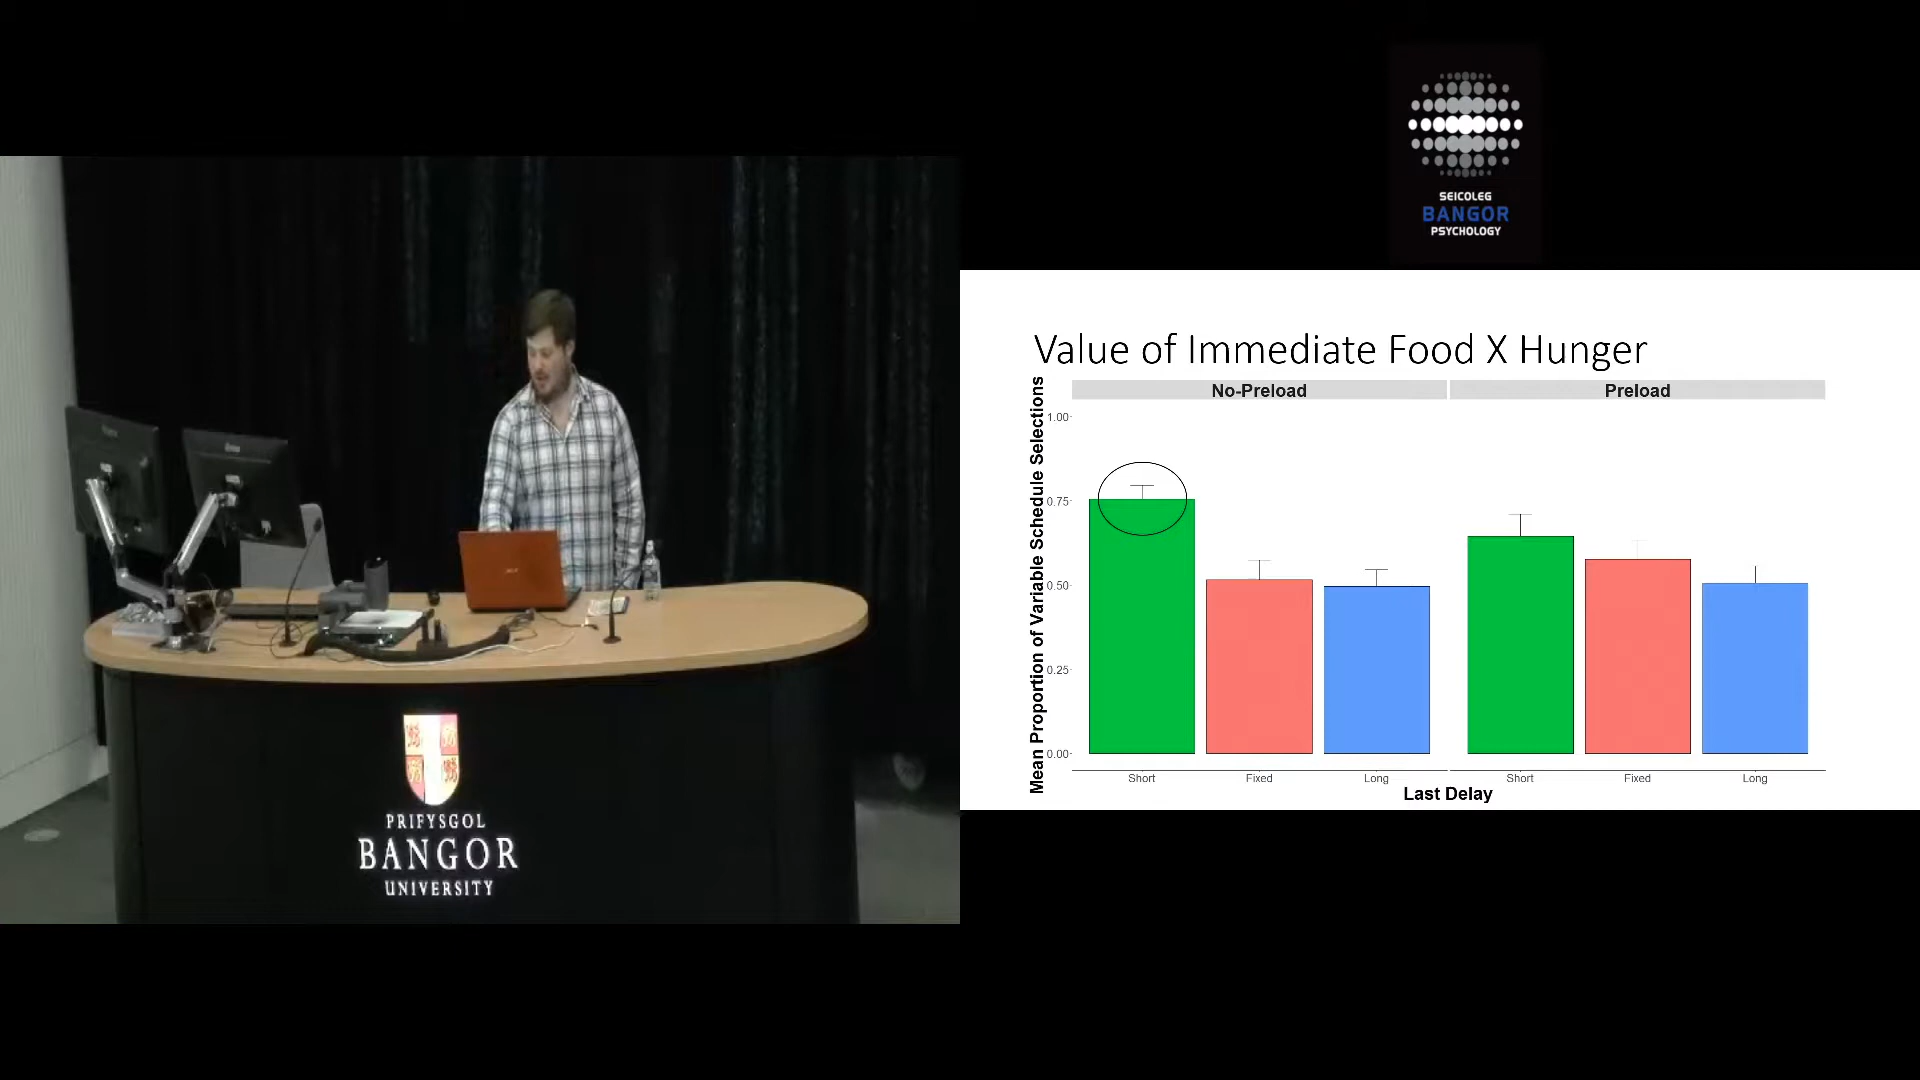 SEICOLEG
BANGOR
PSYCHOLOGY
Value of Immediate Food X Hunger
No-Preload
Preload
Mean Proportion of Variable Schedule Selections
1.00
0.75
0.50
0.25
0.00
Short
Fixed
Long
Short
Fixed
Long
Last Delay
acer
PRIFYSGOL
BANGOR
UNIVERSITY